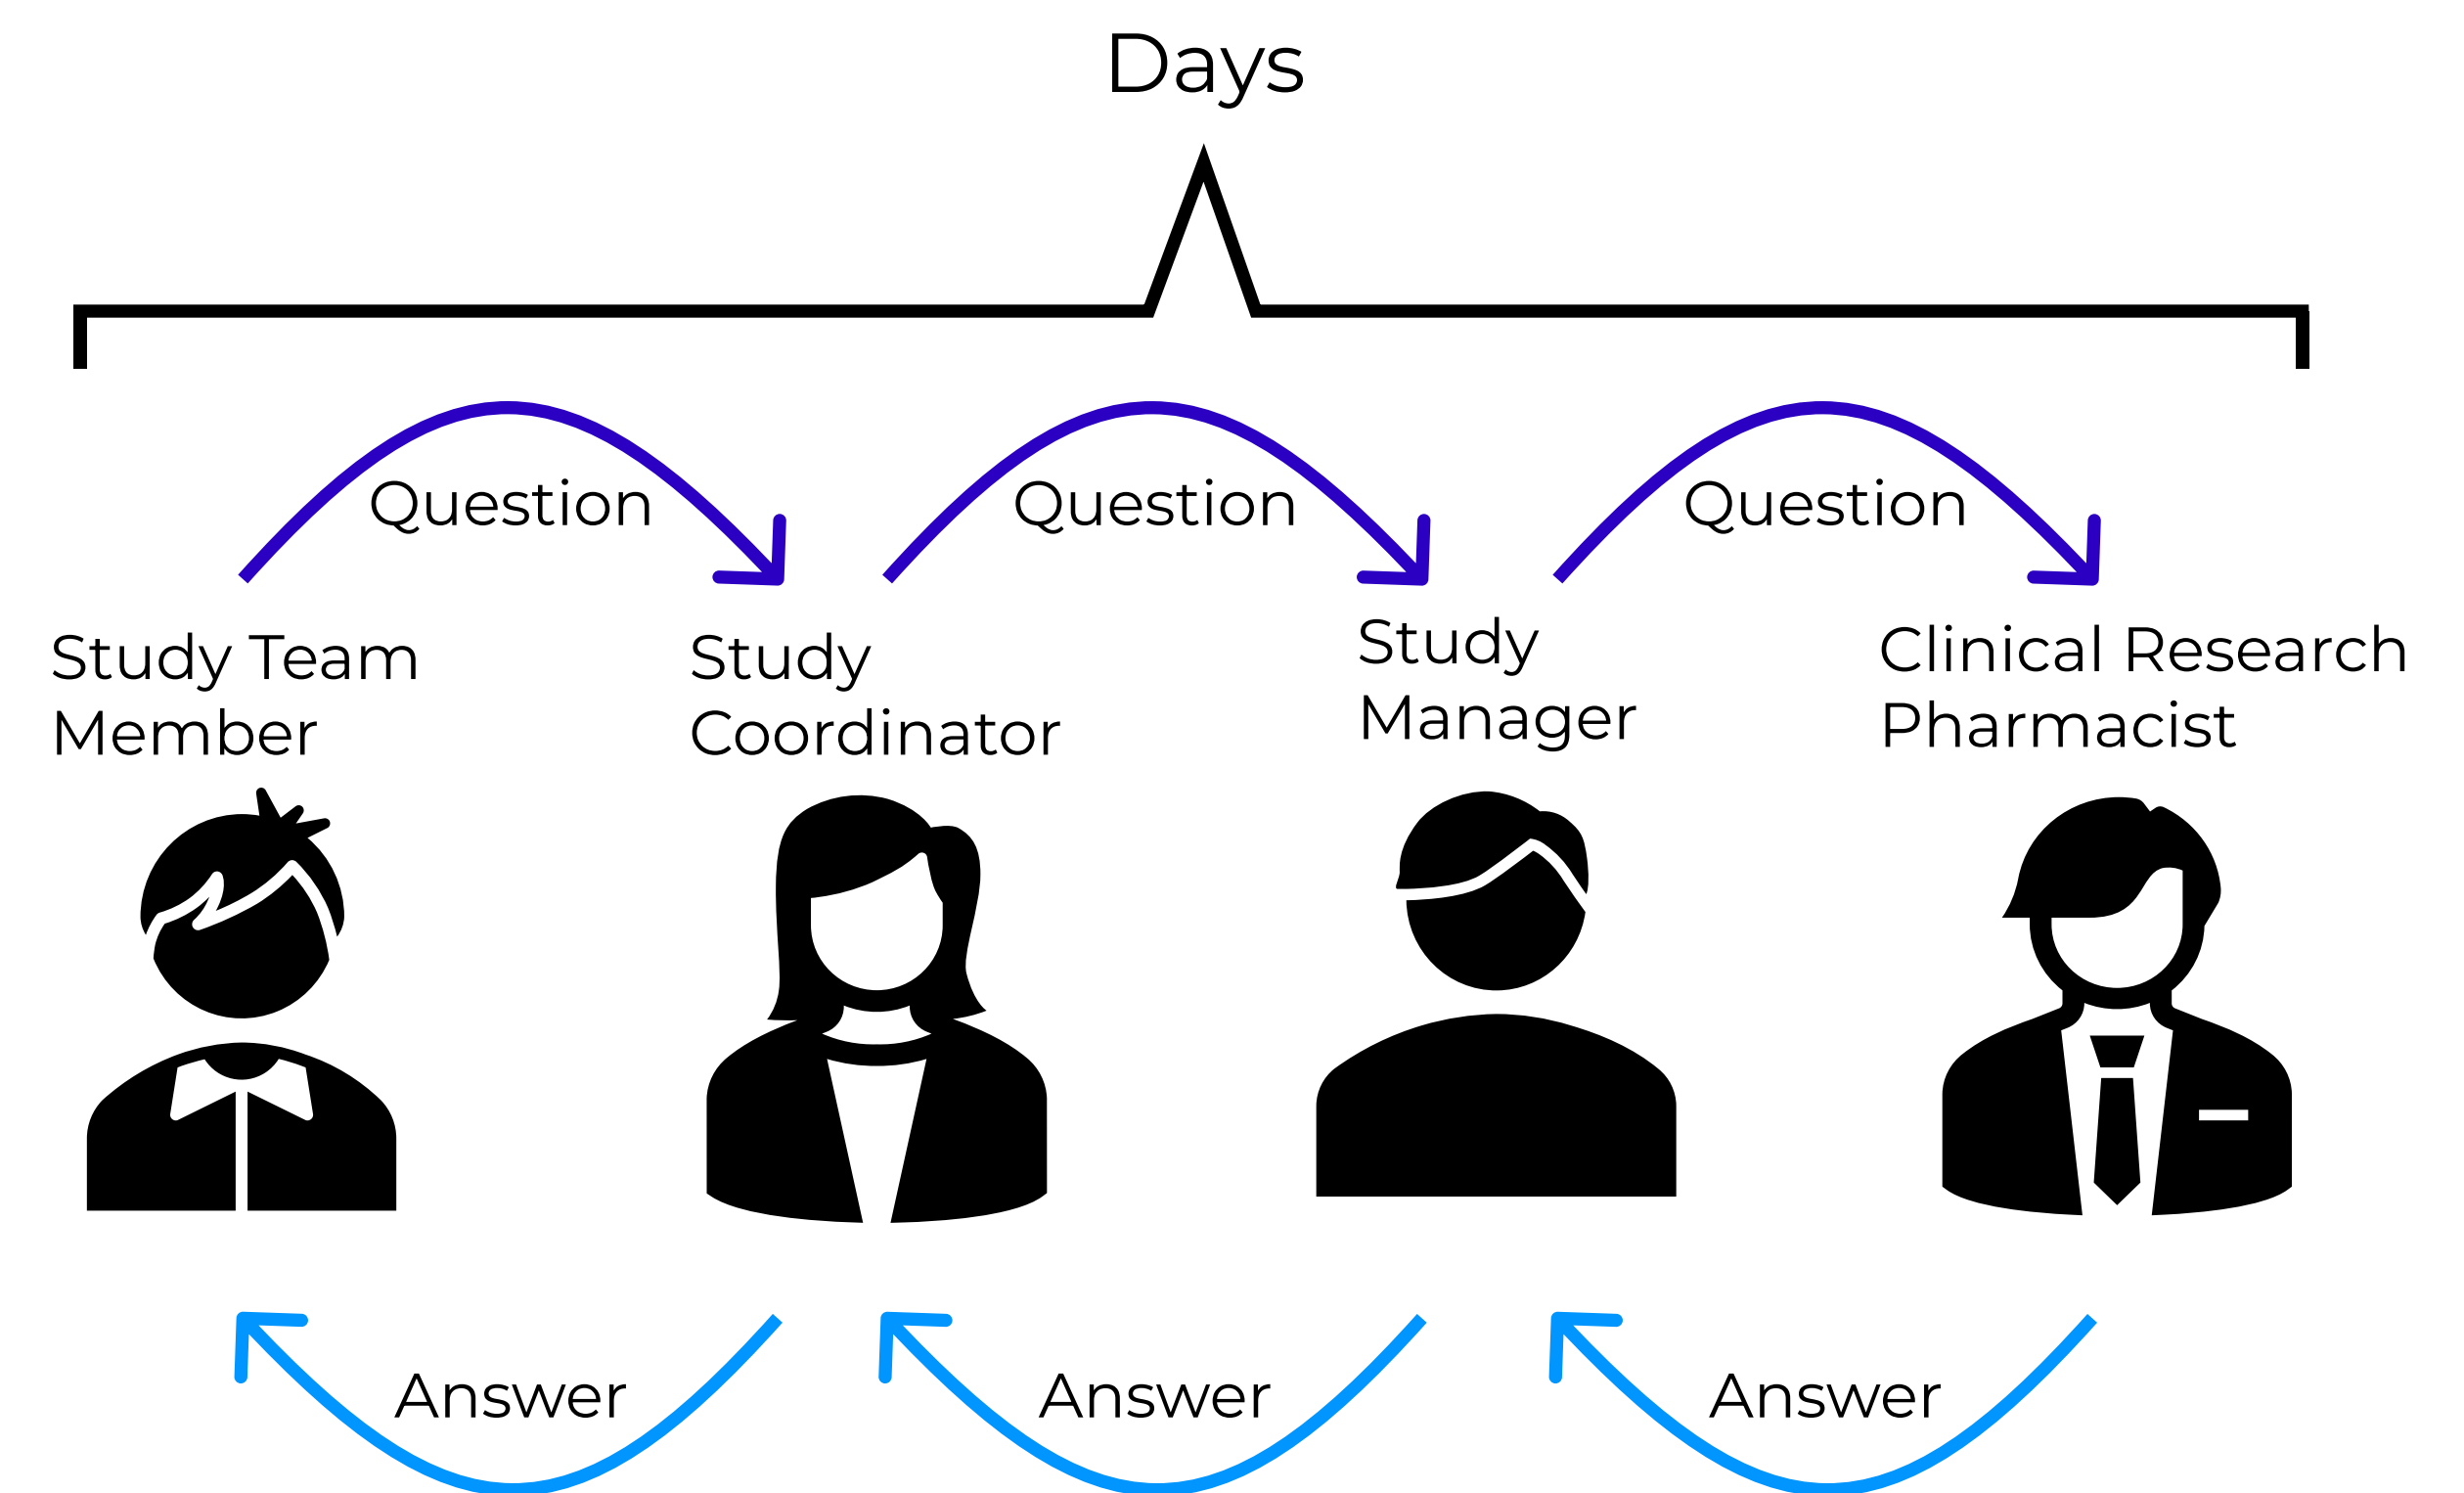 Days
Question
Question
Question
Study Team
Member
Study
Coordinator
Study
Manager
Clinical Research
Pharmacist
Answer
Answer
Answer